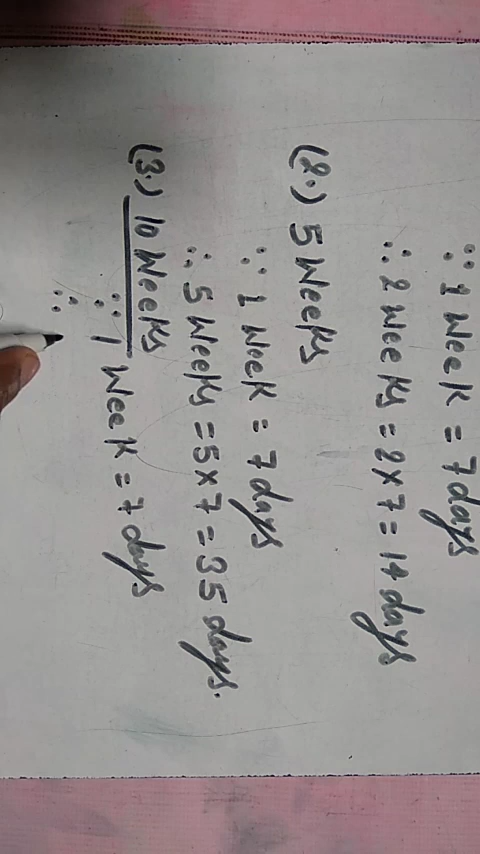 ∵ 1 Week = 7 days
∴ 2 Weeks = 2 x 7 = 14 days
(2.) 5 Weeks
∵ 1 Week = 7 days
∴ 5 Weeks = 5 x 7 = 35 days.
(3.) 10 Weeks
∵ 1 Week = 7 days
∴